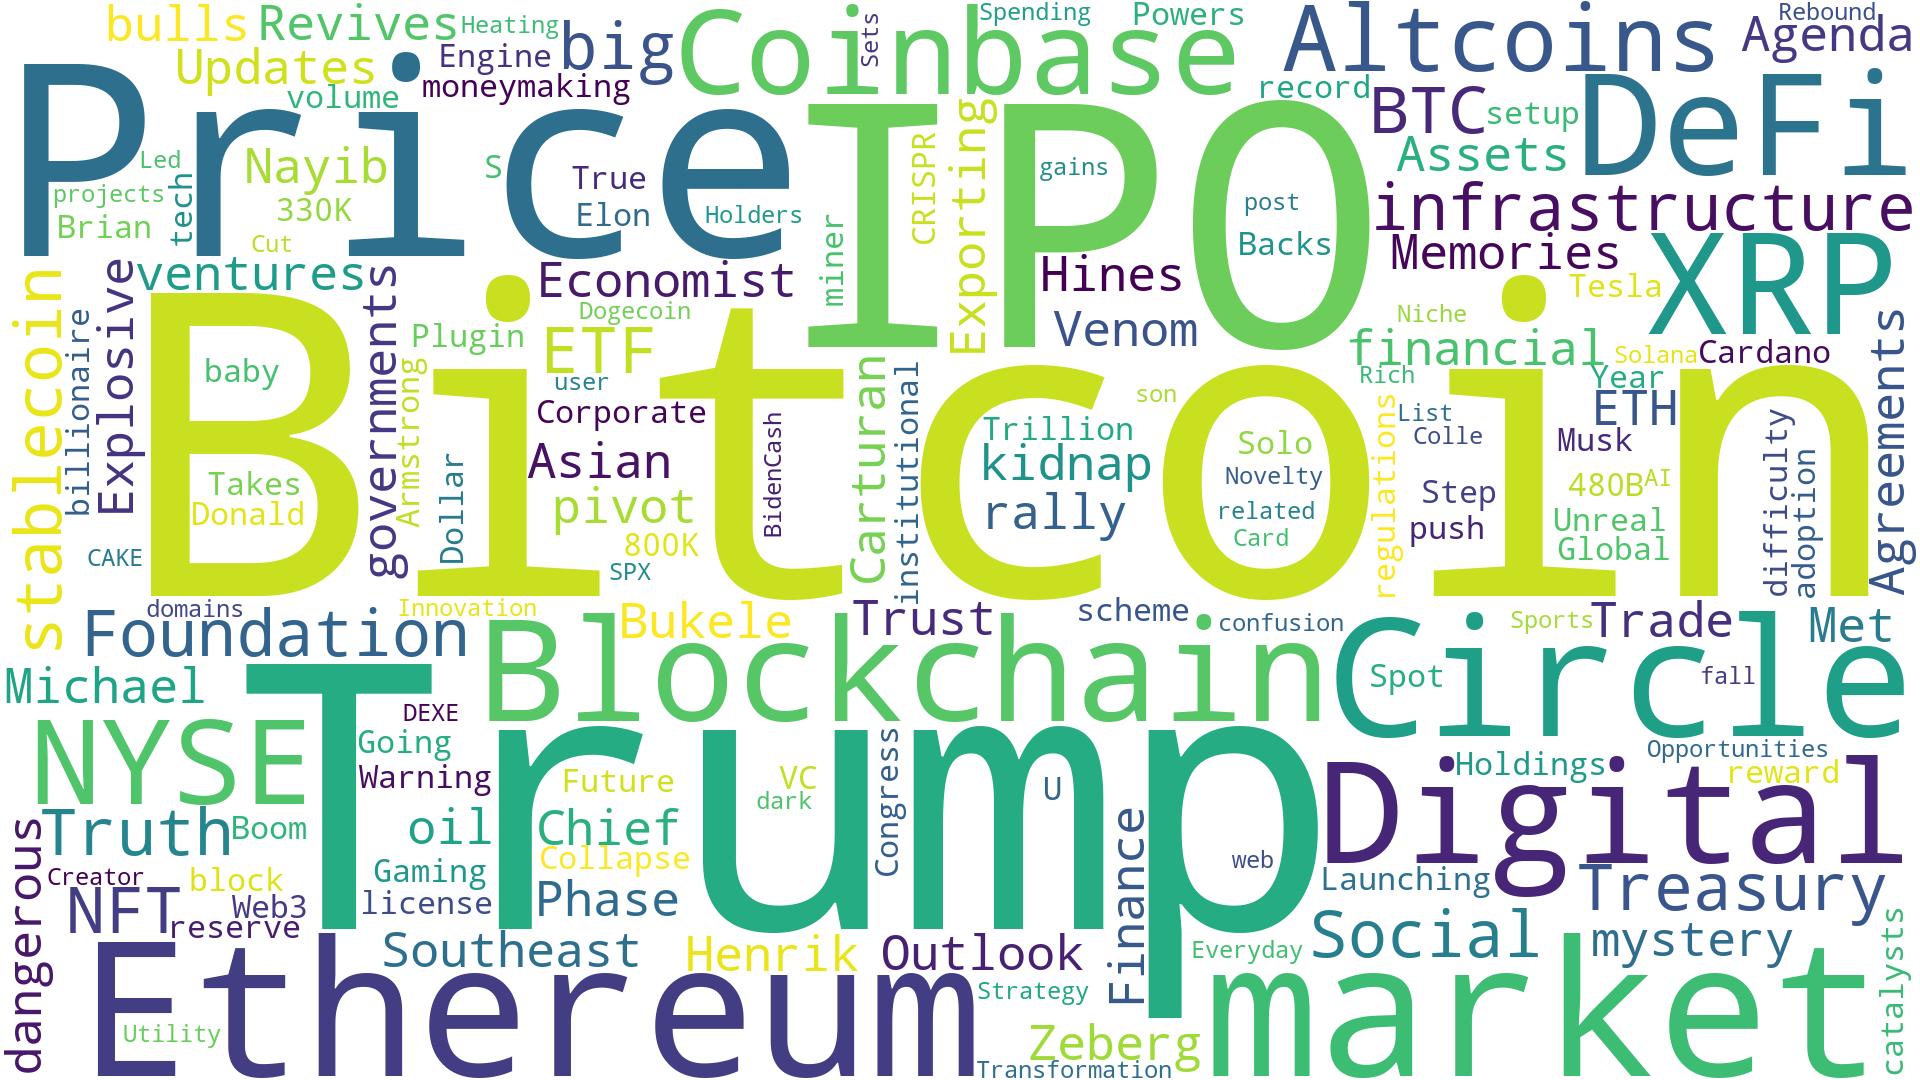 bulls
Revives
Heating
big
Coinbase
Sets
Spending
Powers
Altcoins
Rebound
Agenda
Updates
Engine
moneymaking
volume
record
BTC
setup
DeFi
Price
IPO
Exporting
Assets
Led
projects
Brian
tech
Nayib
330K
Cut
S
True
Elon
Holders
CRISPR
miner
gains
post
Backs
infrastructure
Memories
XRP
ventures
Economist
Hines
Venom
Tesla
Niche
stablecoin
billionaire
Explosive
governments
Dogecoin
Plugin
ETF
financial
Solana
Cardano
Agreements
Bitcoin
baby
Armstrong
user
Corporate
BidenCash
Carturan
institutional
son
Rich
Year
ETH
List
Colle
Musk
regulations
Trillion
kidnap
rally
Solo
Novelty
related
Card
Takes
Donald
Dollar
Asian
pivot
800K
SPX
Step
push
480B
AI
Unreal
Global
difficulty
adoption
CAKE
domains
Innovation
Foundation
Bukele
Trust
scheme
confusion
Sports
Trade
Met
Blockchain
Circle
Spot
fall
Michael
Trump
NYSE
DEXE
Going
Warning
Future
VC
dark
Congress
U
Finance
Holdings
Opportunities
reward
Digital
Truth
Boom
oil
Chief
Collapse
Gaming
Phase
license
web
Launching
Treasury
dangerous
Creator
NFT
block
Web3
reserve
Southeast
Henrik
Outlook
Everyday
Social
mystery
catalysts
Ethereum
Utility
Strategy
Zeberg
Transformation
market